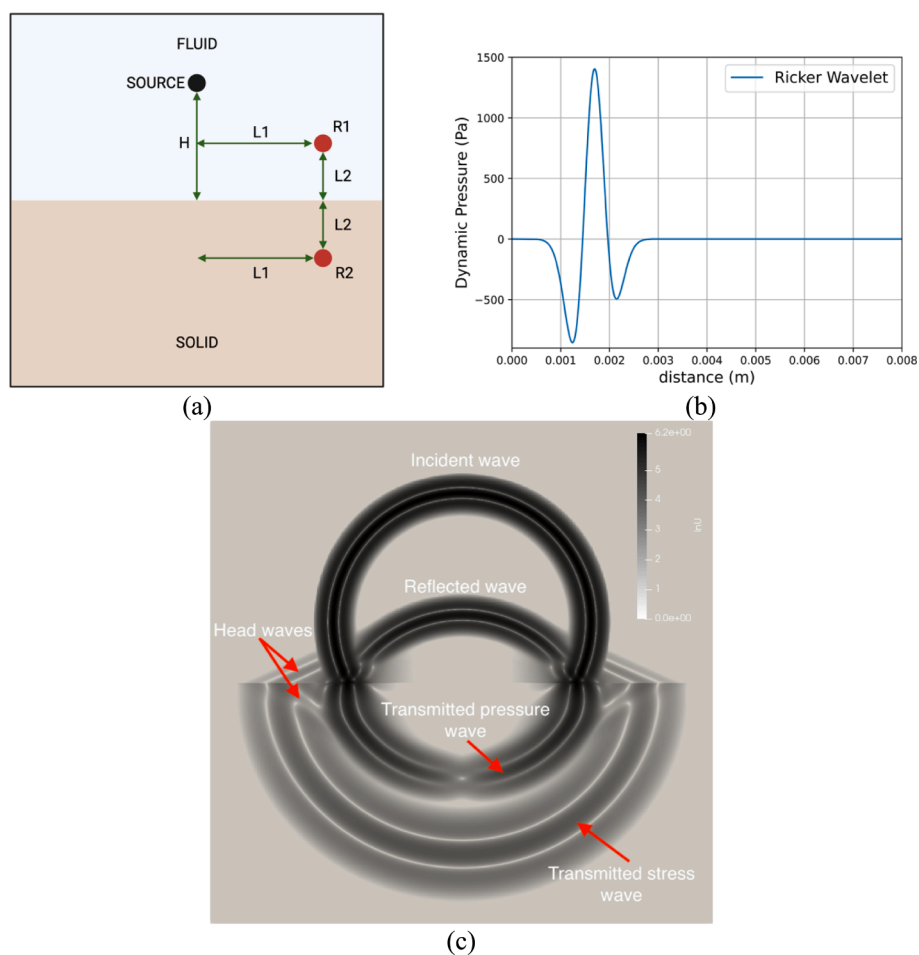 FLUID
SOURCE
R1
L1
H
L2
L2
L1
R2
SOLID
(a)
1500
1000
500
0
−500
Dynamic Pressure (Pa)
Ricker Wavelet
0.000 0.001 0.002 0.003 0.004 0.005 0.006 0.007 0.008
distance (m)
(b)
Incident wave
6.2e+00
5
4
3
2
1
0.0e+00
lnU
Reflected wave
Head waves
Transmitted pressure
wave
Transmitted stress
wave
(c)